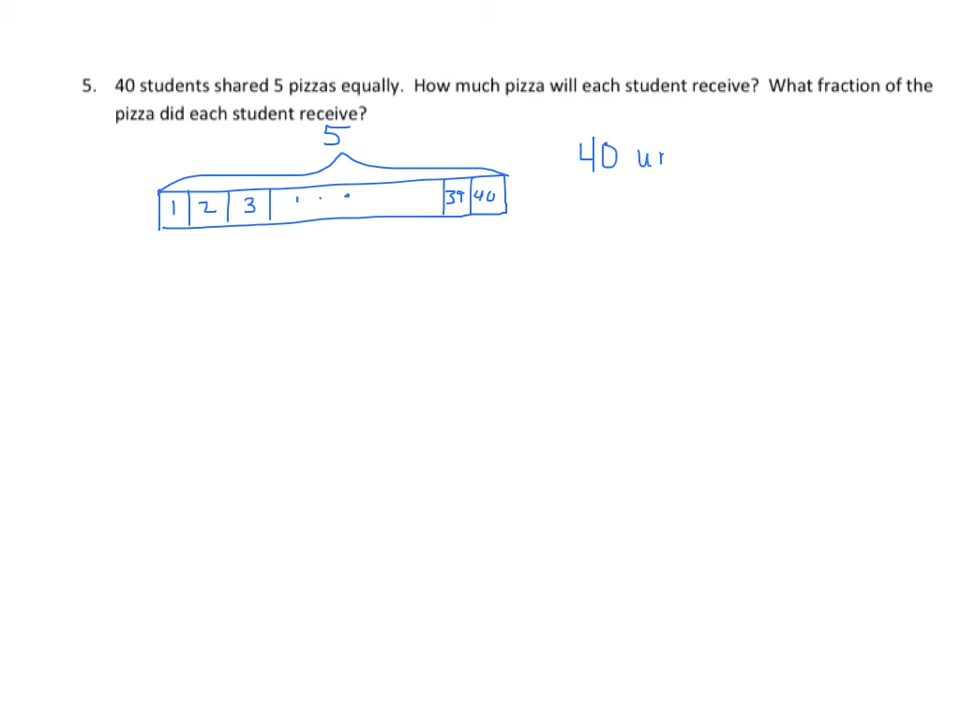 5. 40 students shared 5 pizzas equally. How much pizza will each student receive? What fraction of the
pizza did each student receive?
5
40 ur
1 2 3 . . . 39 40